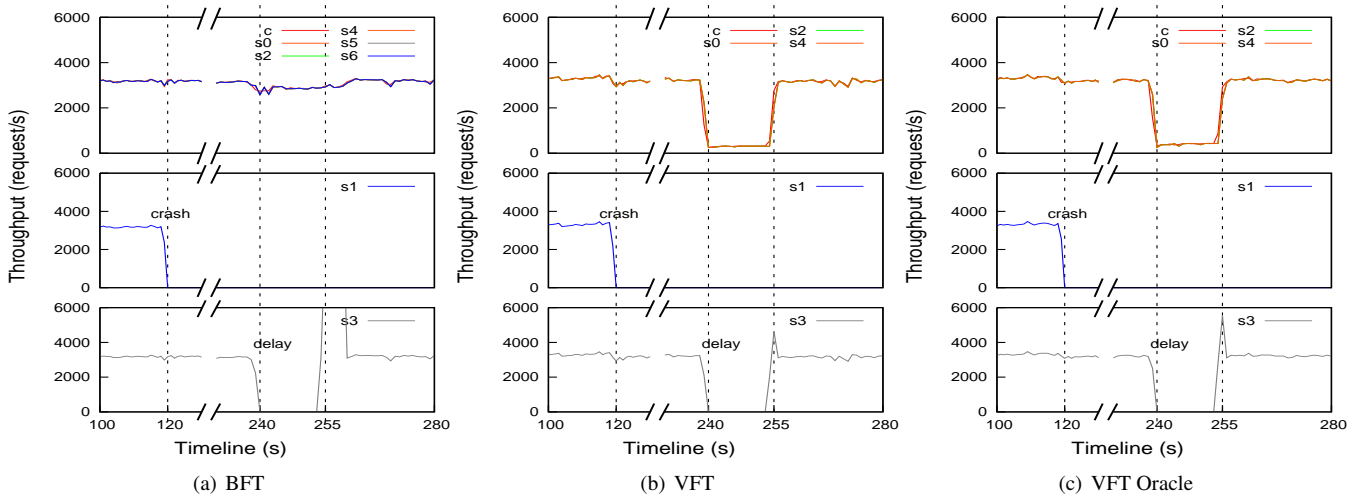 6000
4000
2000
0
c
s0
s2
s4
s5
s6
4000
2000
0
crash
s1
6000
4000
2000
0
delay
s3
100 120 240 255 280
Throughput (request/s)
Timeline (s)
(a) BFT
6000
4000
2000
0
c
s0
s2
s4
4000
2000
0
crash
s1
6000
4000
2000
0
delay
s3
100 120 240 255 280
Throughput (request/s)
Timeline (s)
(b) VFT
6000
4000
2000
0
c
s0
s2
s4
4000
2000
0
crash
s1
6000
4000
2000
0
delay
s3
100 120 240 255 280
Throughput (request/s)
Timeline (s)
(c) VFT Oracle